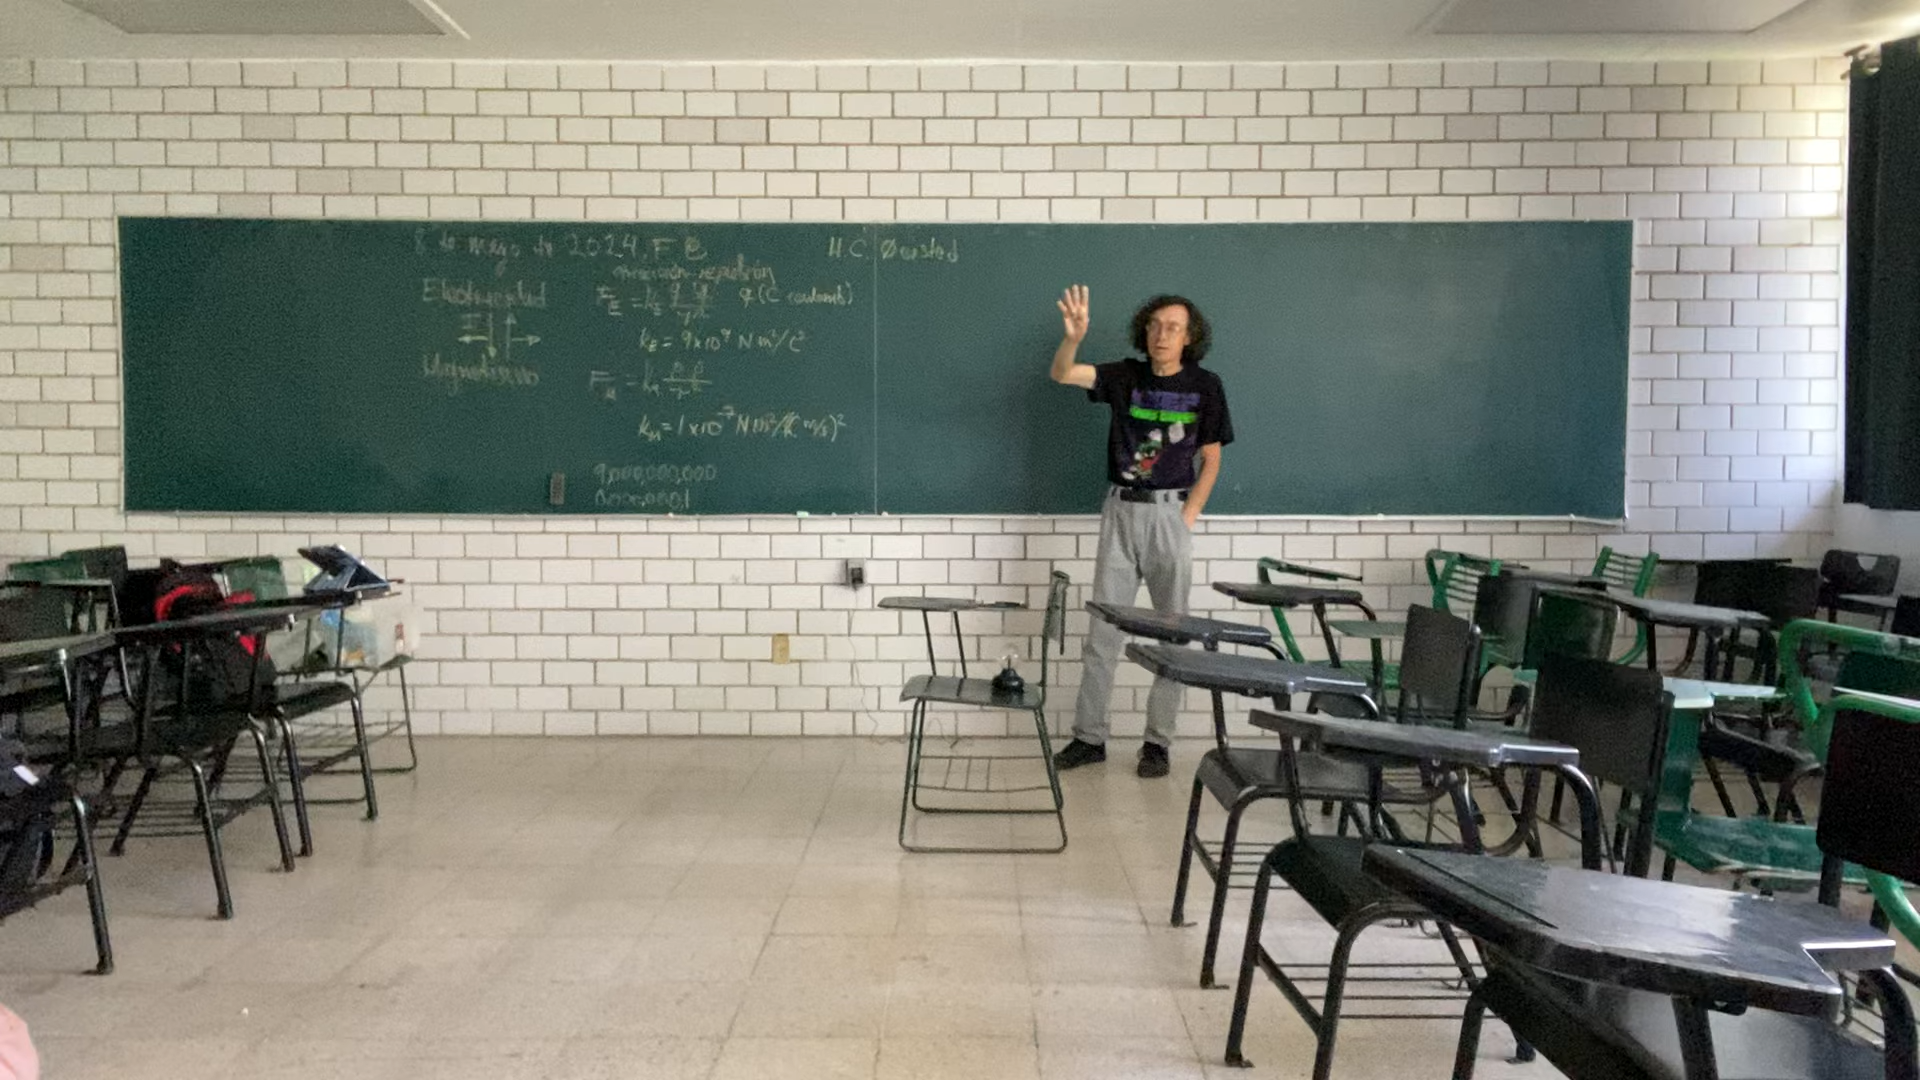 8 de mayo de 2024, F
H.C. Ørsted
atracción repulsión
Electricidad
F_E = k_E q q / r² q (C coulomb)
I
k_E = 9x10⁹ N m²/C²
Magnetismo
F_M = k_M p p / r²
k_M = 1x10⁻⁷ N m²/(C m/s)²
9,000,000,000
0.0000001